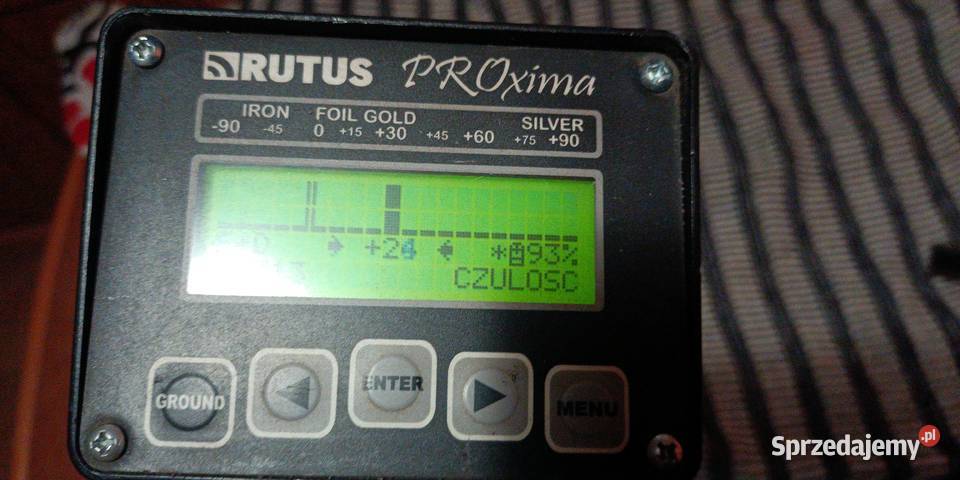 RUTUS PROxima
IRON FOIL GOLD SILVER
-90 -45 0 +15 +30 +45 +60 +75 +90
+24 *93%
CZULOSC
GROUND ENTER MENU
Sprzedajemy.pl